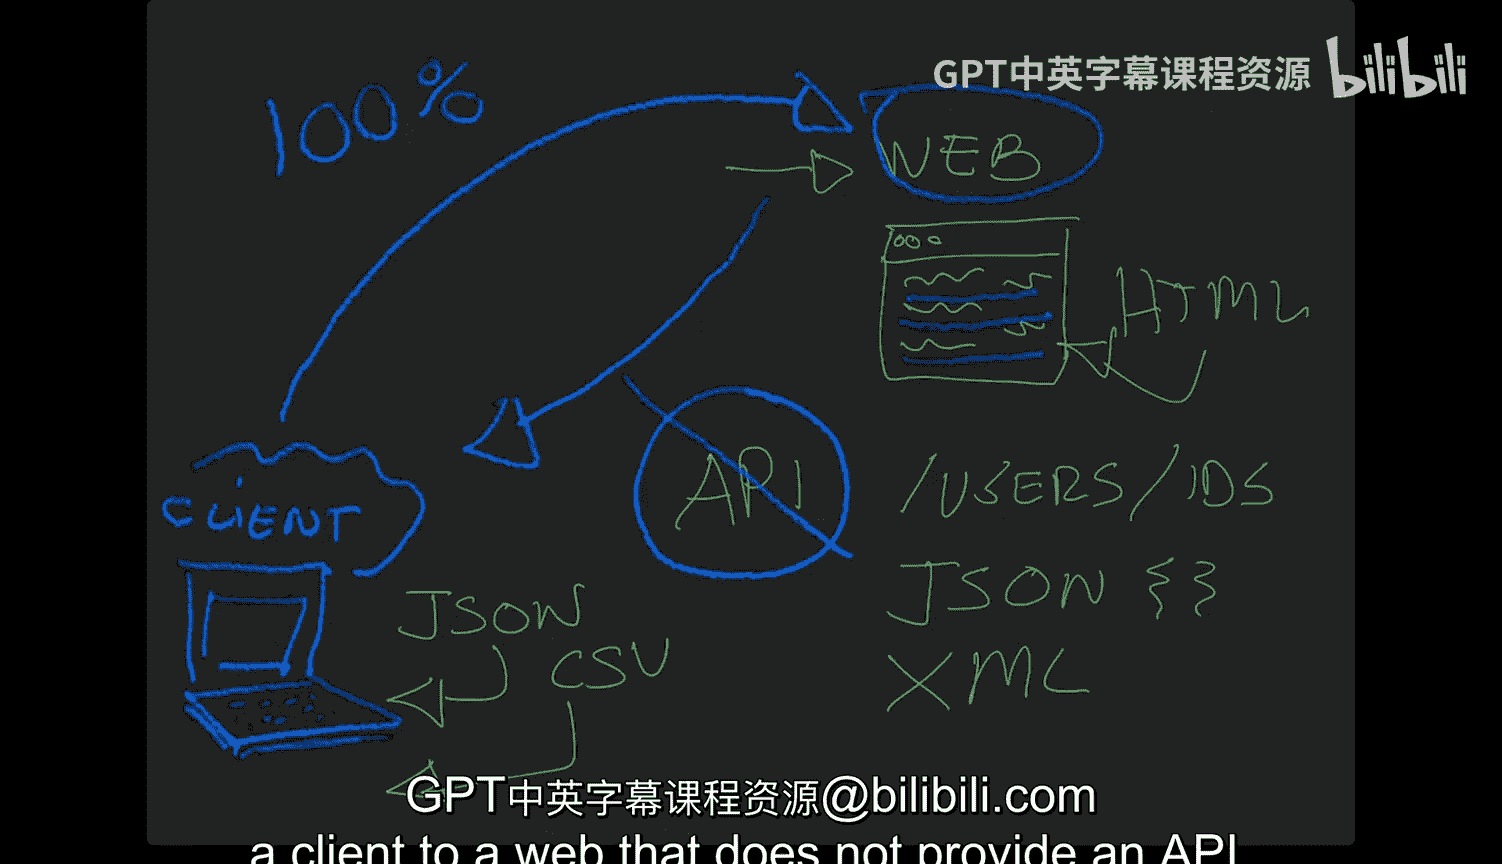 GPT中英字幕课程资源 bilibili
100%
WEB
HTML
API
/USERS/IDS
CLIENT
JSON {}
JSON
CSV
XML
GPT中英字幕课程资源@bilibili.com
a client to a web that does not provide an API